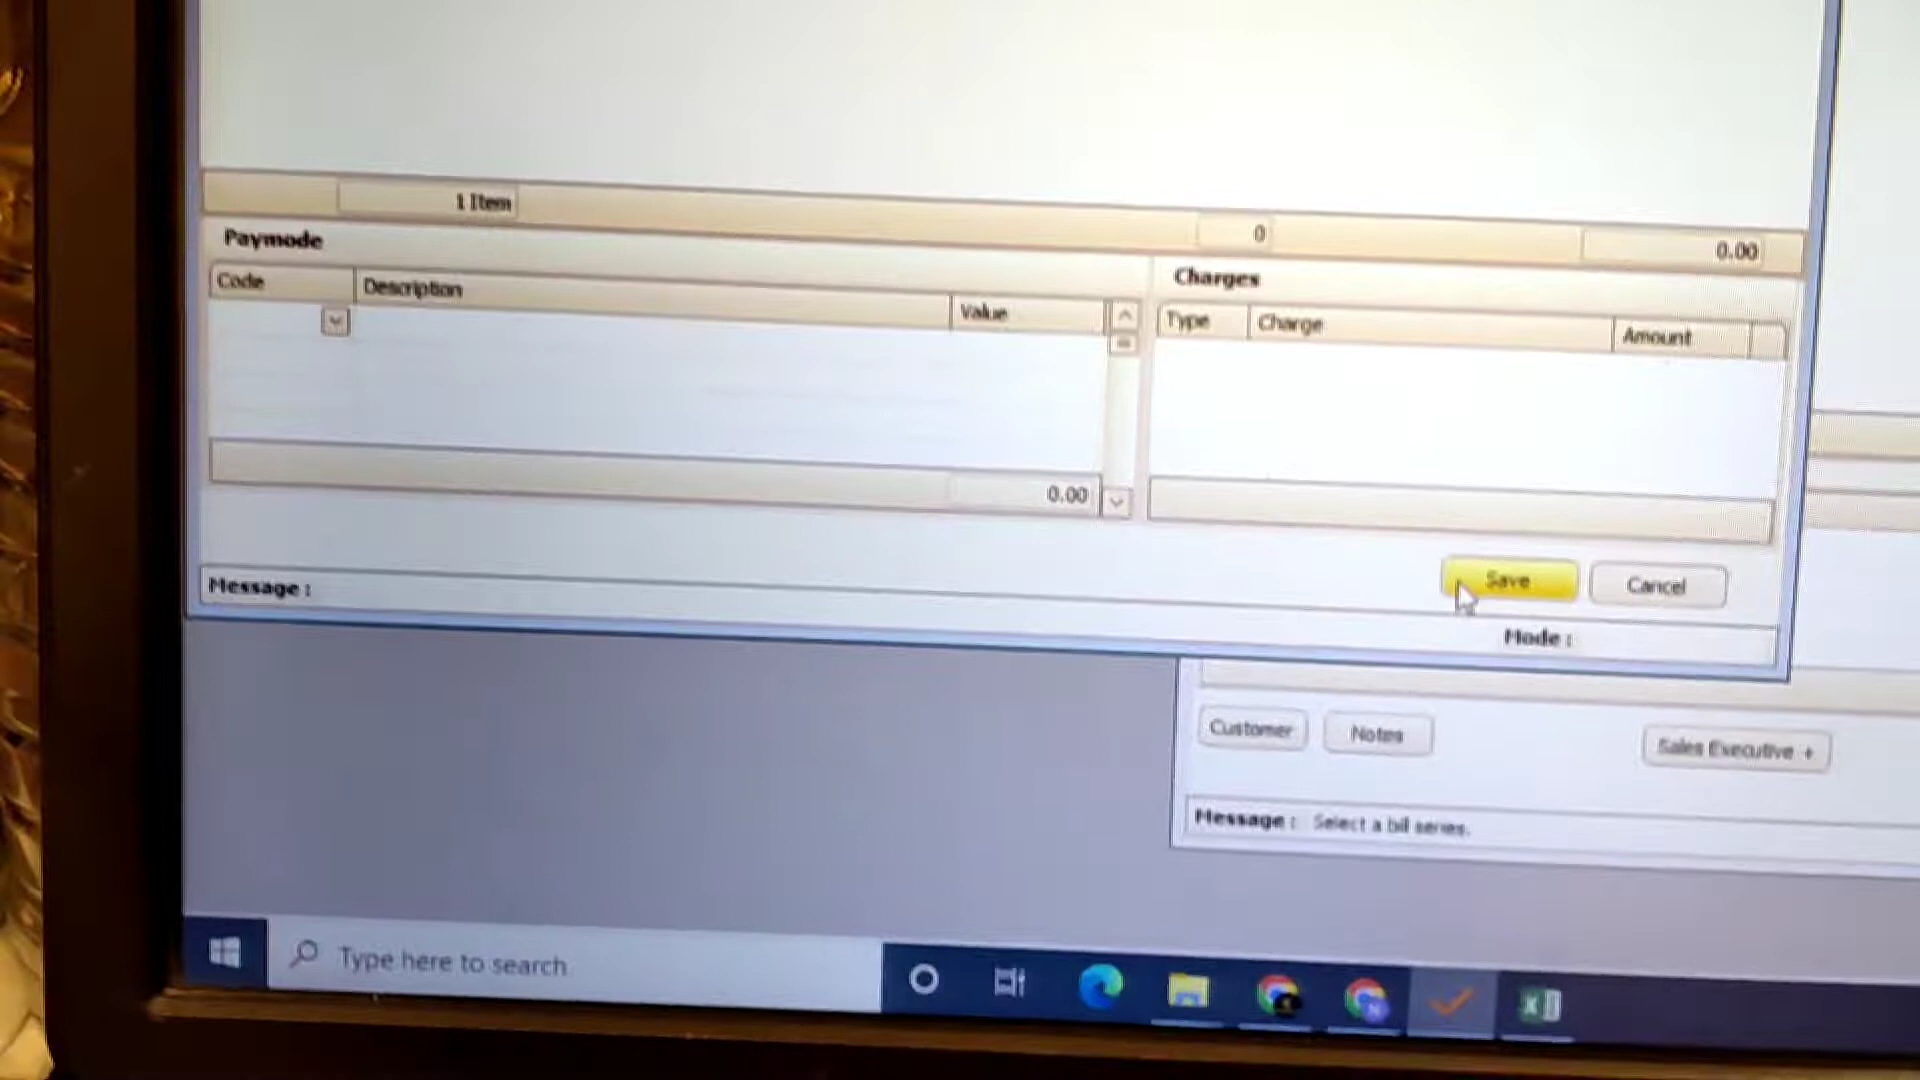 1 Item
0
0.00
Paymode
Charges
Code Description Value
Type Charge Amount
0.00
Save Cancel
Message :
Mode :
Customer Notes Sales Executive +
Message : Select a bill series.
Type here to search